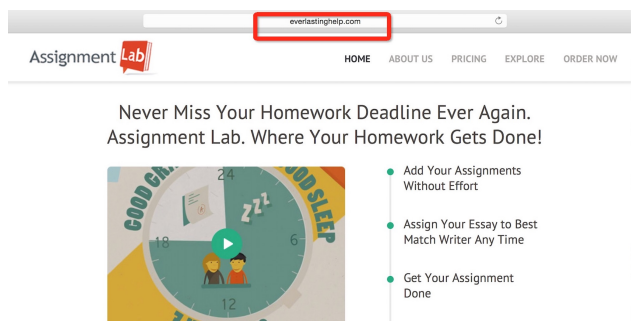 everlastinghelp.com
Assignment Lab
HOME ABOUT US PRICING EXPLORE ORDER NOW
Never Miss Your Homework Deadline Ever Again.
Assignment Lab. Where Your Homework Gets Done!
Add Your Assignments
Without Effort
Assign Your Essay to Best
Match Writer Any Time
Get Your Assignment
Done
24
ZZZ
GOOD SLEEP
18
6
12